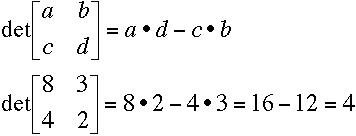 det[a b
c d] = a • d − c • b
det[8 3
4 2] = 8 • 2 − 4 • 3 = 16 − 12 = 4